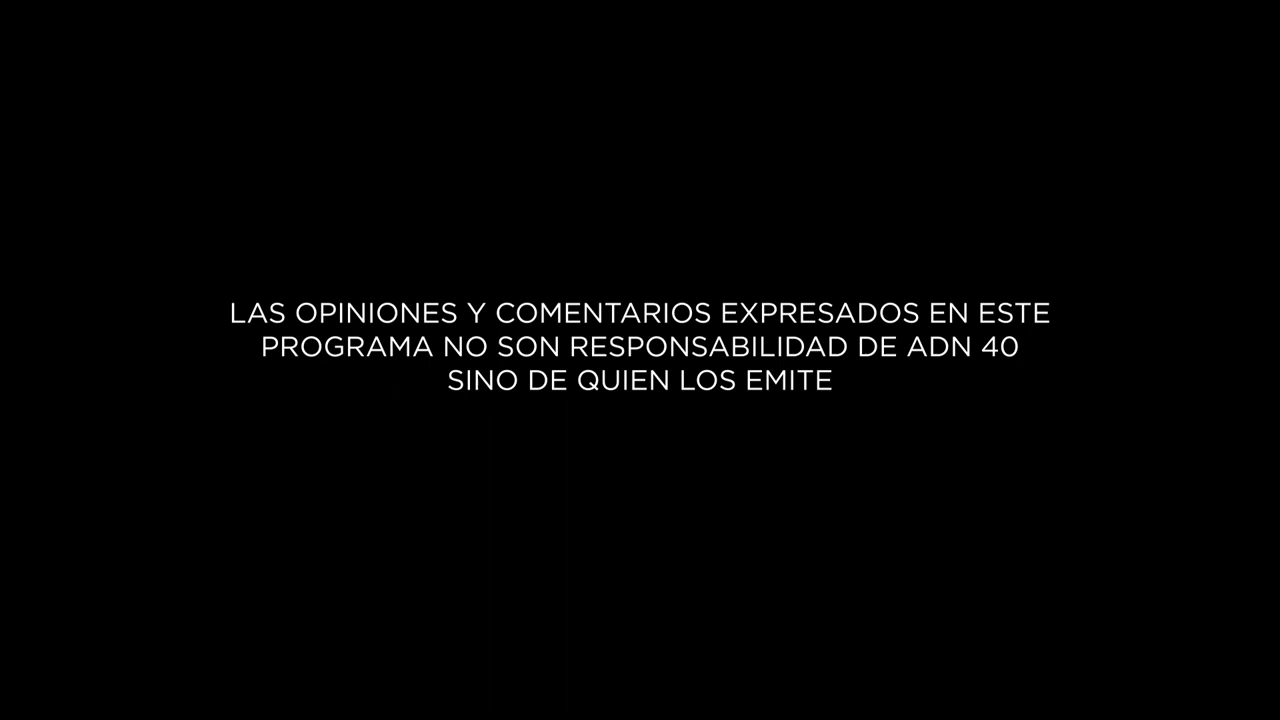 LAS OPINIONES Y COMENTARIOS EXPRESADOS EN ESTE
PROGRAMA NO SON RESPONSABILIDAD DE ADN 40
SINO DE QUIEN LOS EMITE